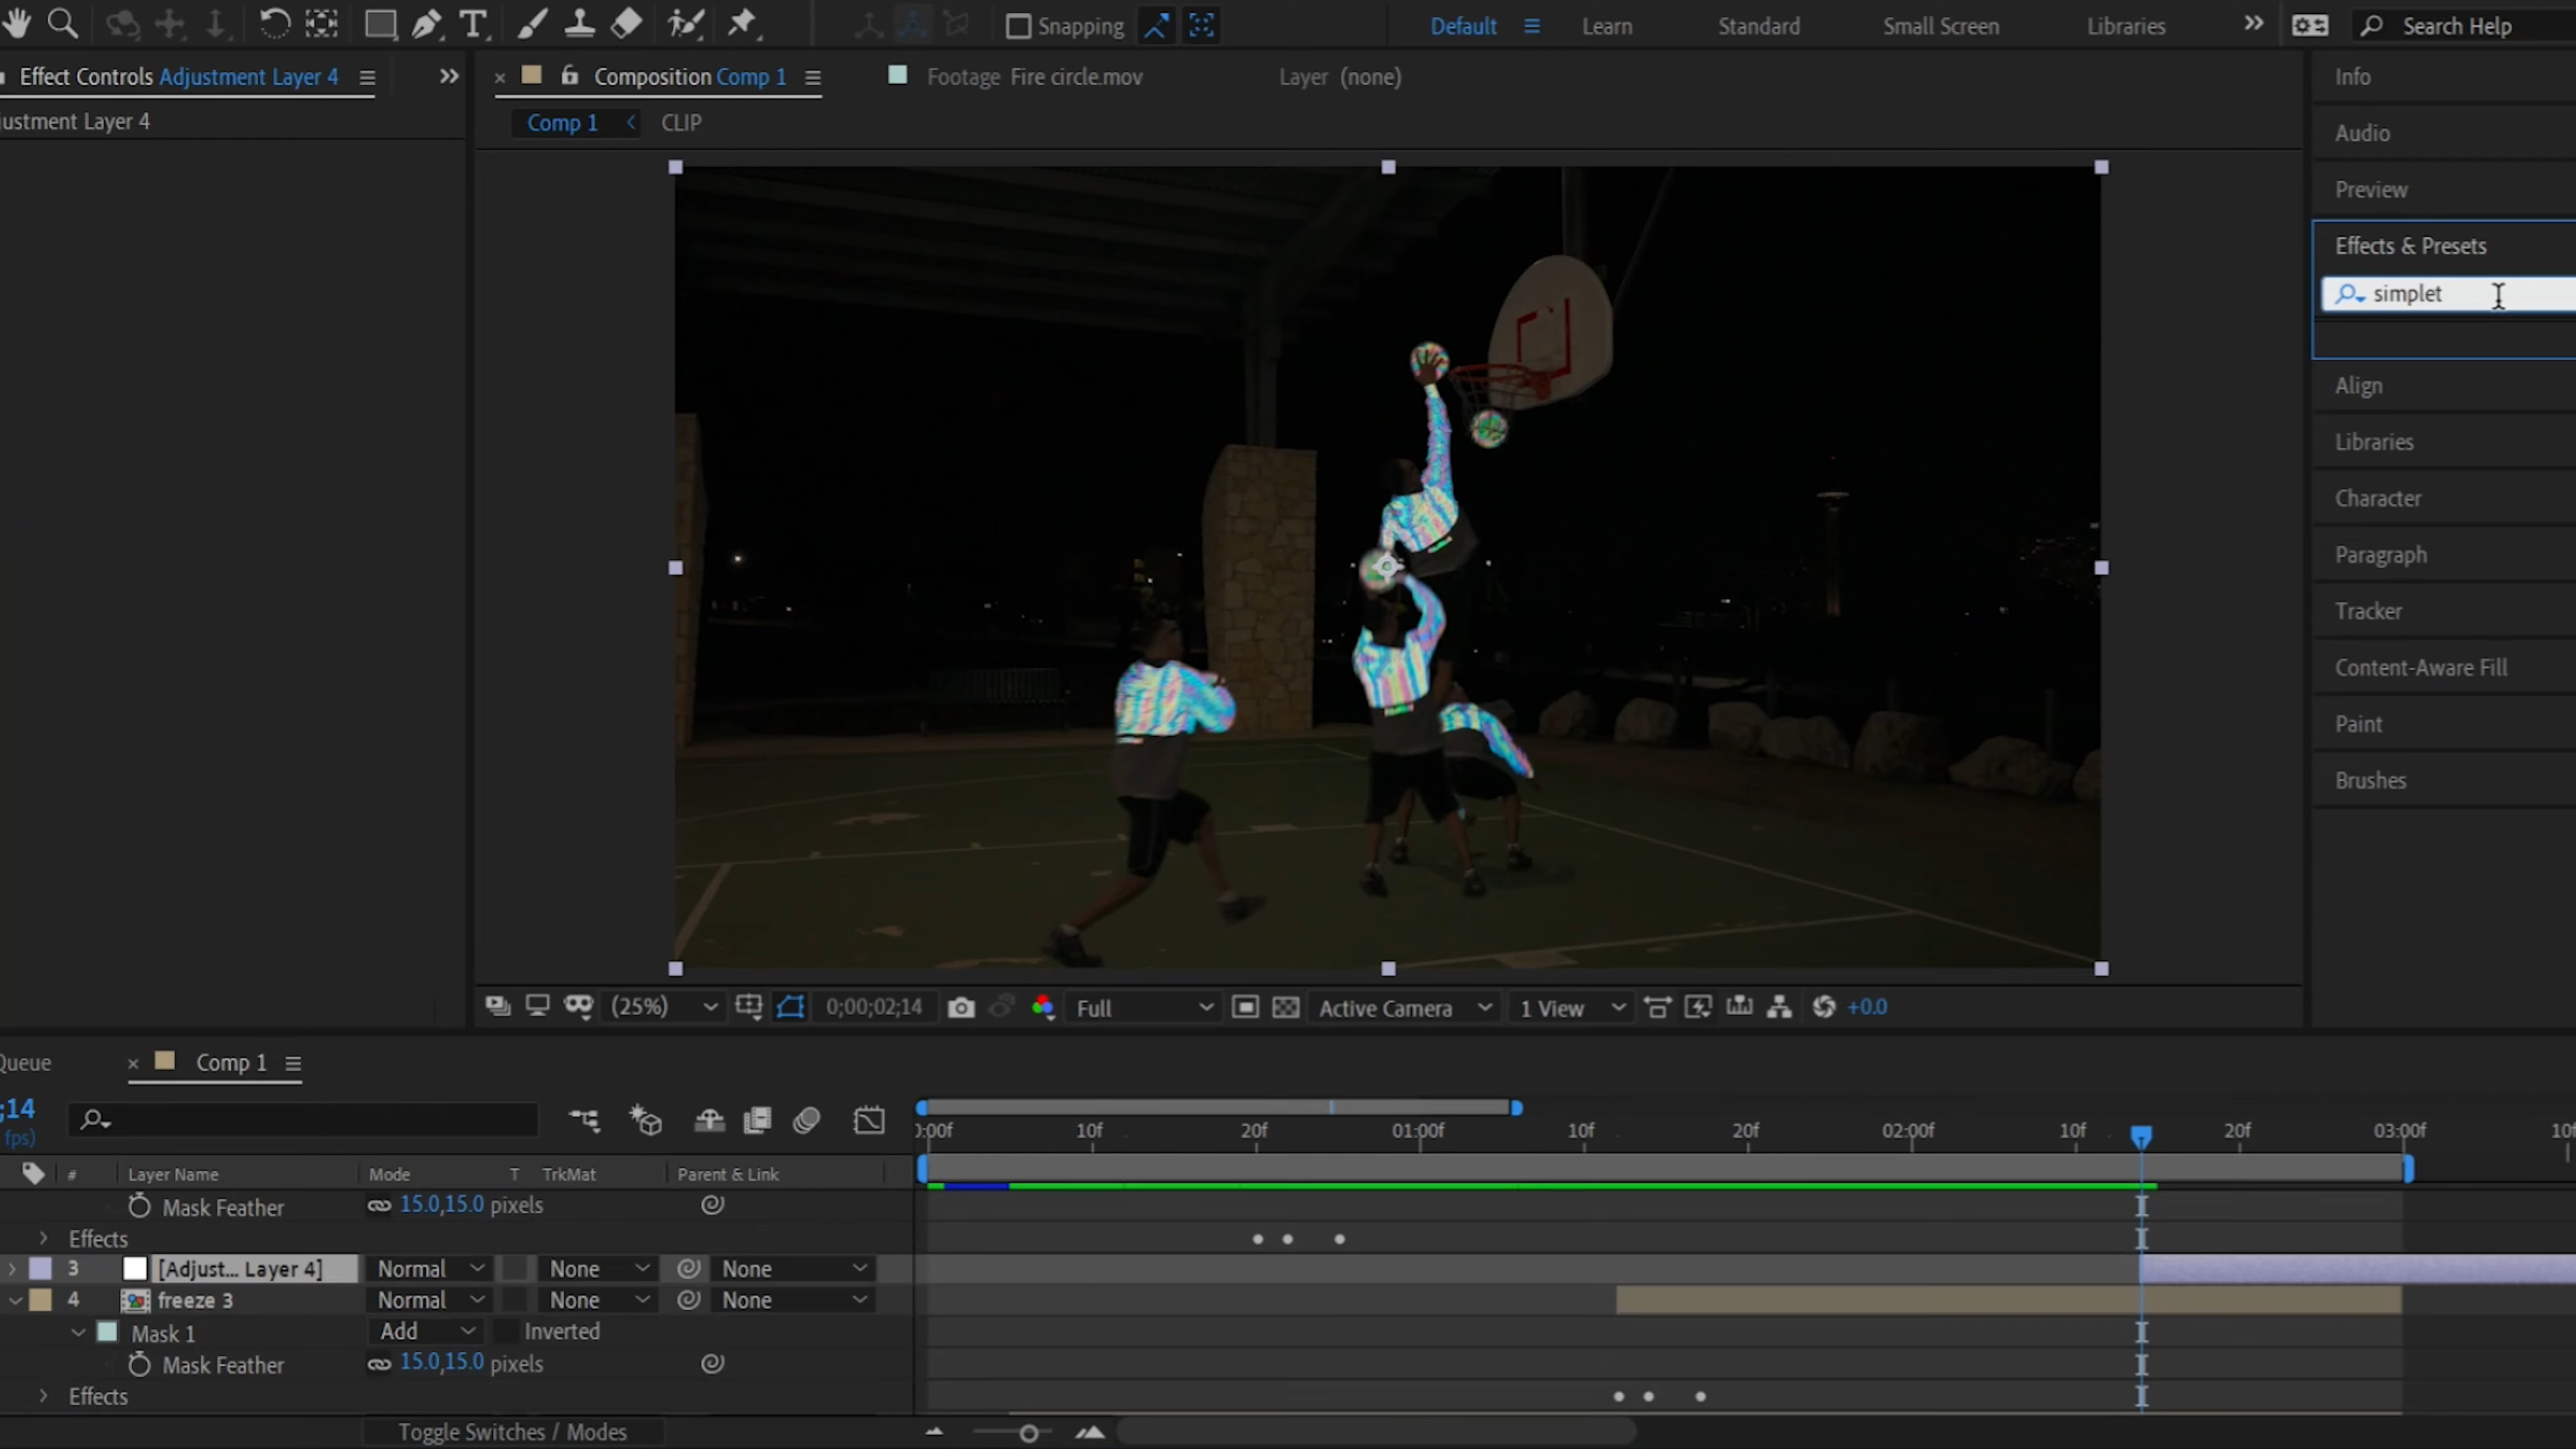 Snapping
Default
Learn
Standard
Small Screen
Libraries
Search Help
Effect Controls Adjustment Layer 4
Composition Comp 1
Footage Fire circle.mov
Layer (none)
Info
justment Layer 4
Comp 1
CLIP
Audio
Preview
Effects & Presets
simplet
Align
Libraries
Character
Paragraph
Tracker
Content-Aware Fill
Paint
Brushes
(25%)
0;00;02;14
Full
Active Camera
1 View
+0.0
Queue
Comp 1
;14
fps)
0:00f 10f 20f 01:00f 10f 20f 02:00f 10f 20f 03:00f 10f
# Layer Name Mode T TrkMat Parent & Link
Mask Feather 15.0,15.0 pixels
Effects
3 [Adjust... Layer 4] Normal None None
4 freeze 3 Normal None None
Mask 1 Add Inverted
Mask Feather 15.0,15.0 pixels
Effects
Toggle Switches / Modes